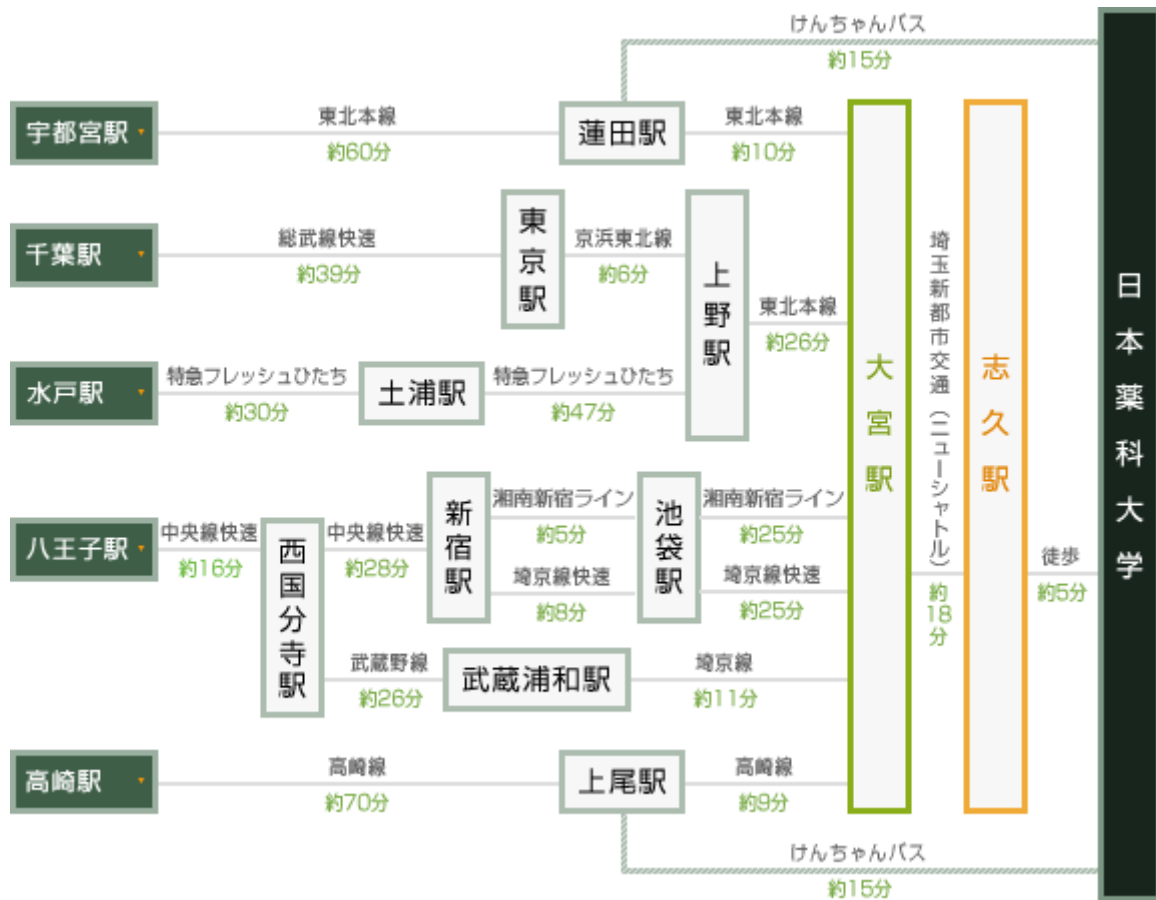 けんちゃんバス
約15分
宇都宮駅
東北本線
約60分
蓮田駅
東北本線
約10分
千葉駅
総武線快速
約39分
東京駅
京浜東北線
約6分
上野駅
東北本線
約26分
水戸駅
特急フレッシュひたち
約30分
土浦駅
特急フレッシュひたち
約47分
八王子駅
中央線快速
約16分
西国分寺駅
中央線快速
約28分
新宿駅
湘南新宿ライン
約5分
埼京線快速
約8分
池袋駅
湘南新宿ライン
約25分
埼京線快速
約25分
武蔵野線
約26分
武蔵浦和駅
埼京線
約11分
高崎駅
高崎線
約70分
上尾駅
高崎線
約9分
大宮駅
埼玉新都市交通(ニューシャトル)
約18分
志久駅
徒歩
約5分
日本薬科大学
けんちゃんバス
約15分